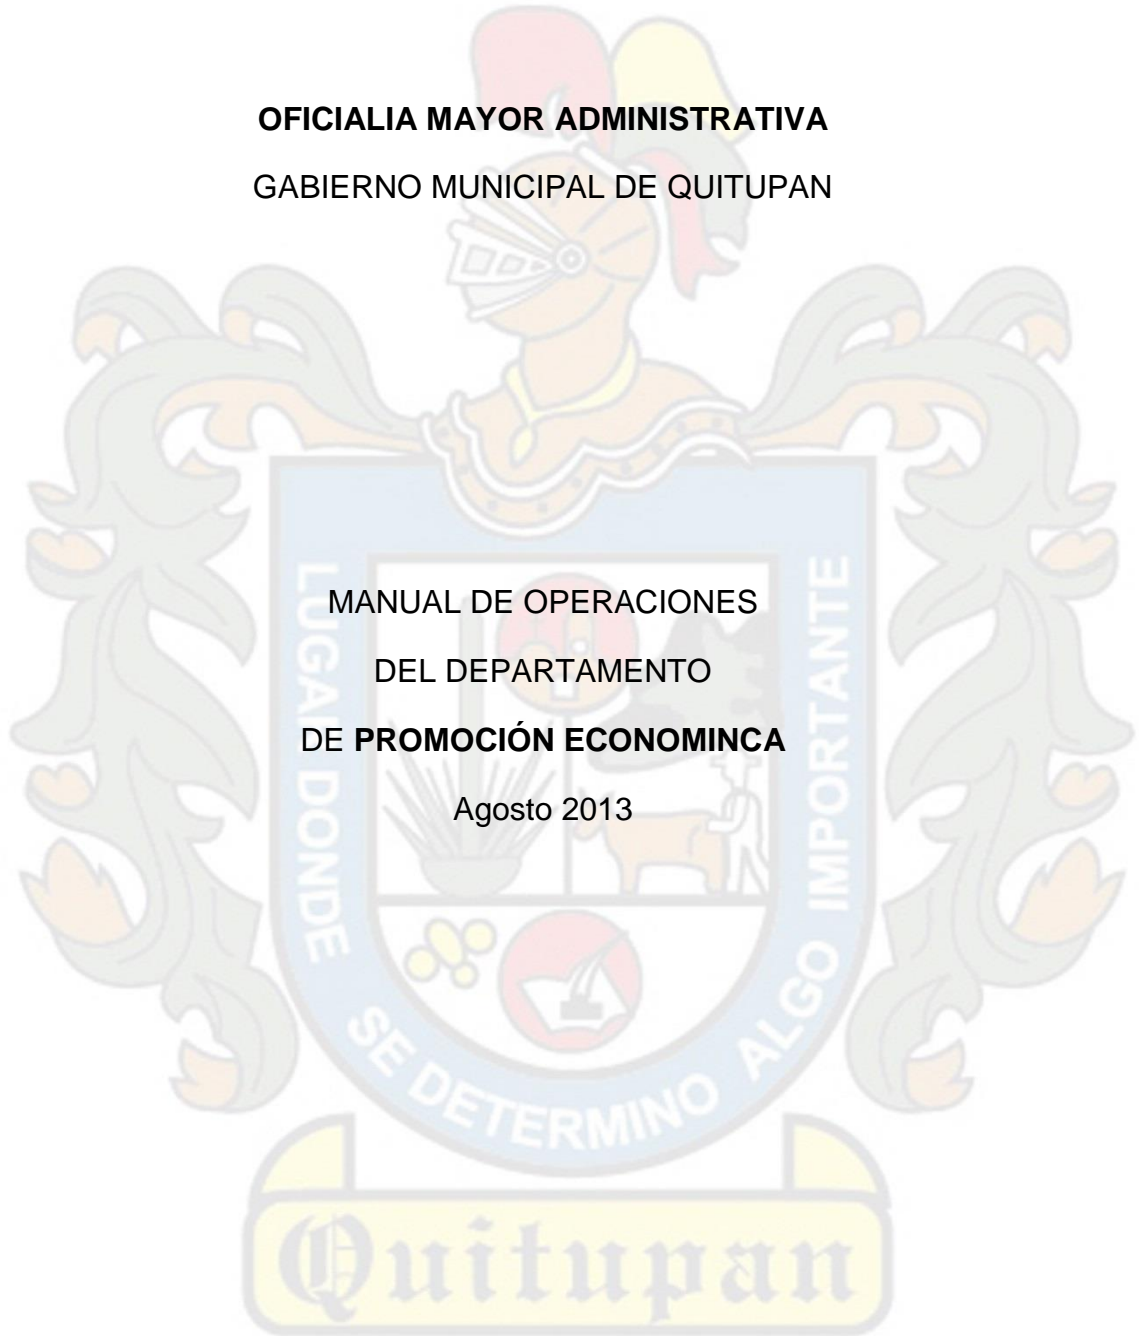 OFICIALIA MAYOR ADMINISTRATIVA
GABIERNO MUNICIPAL DE QUITUPAN
MANUAL DE OPERACIONES
DEL DEPARTAMENTO
DE PROMOCIÓN ECONOMINCA
Agosto 2013
LUGAR DONDE SE DETERMINO ALGO IMPORTANTE
Quitupan